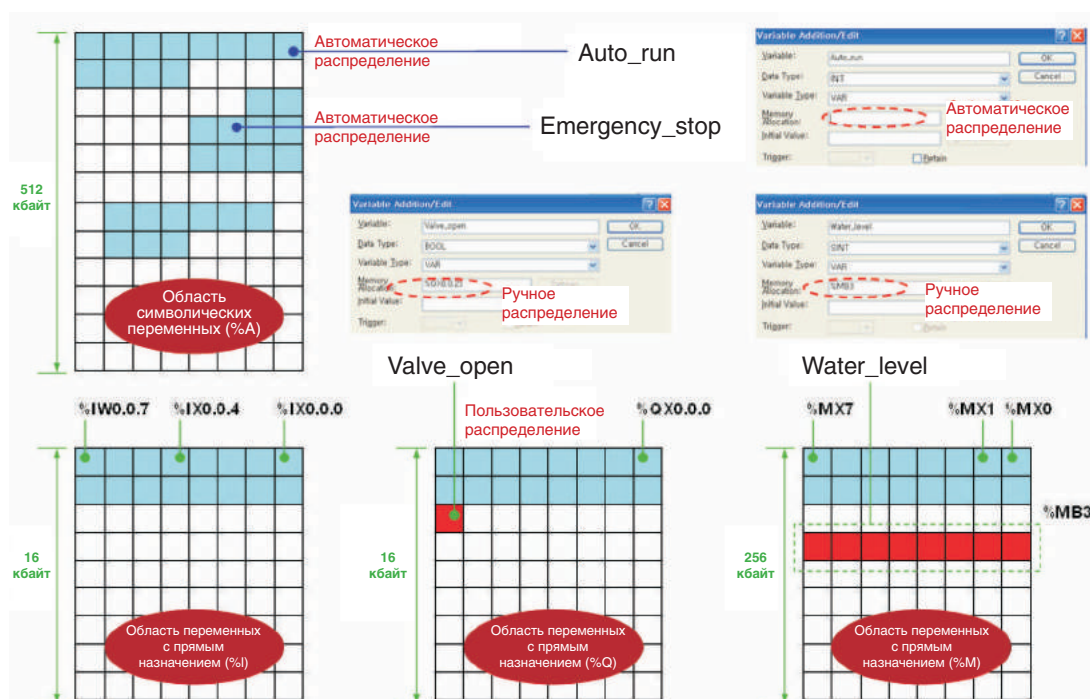 Автоматическое
распределение
Auto_run
Автоматическое
распределение
Emergency_stop
512
кбайт
Область
символических
переменных (%A)
Variable Addition/Edit
Variable:
Auto_run
OK
Data Type:
INT
Cancel
Variable Type:
VAR
Memory
Allocation:
Автоматическое
распределение
Initial Value:
Trigger:
Retain
Variable Addition/Edit
Variable:
Valve_open
OK
Data Type:
BOOL
Cancel
Variable Type:
VAR
Memory
Allocation:
Initial Value:
Ручное
распределение
Trigger:
Variable Addition/Edit
Variable:
Water_level
OK
Data Type:
SINT
Cancel
Variable Type:
VAR
Memory
Allocation:
%MB3
Initial Value:
Ручное
распределение
Trigger:
Retain
Valve_open
Water_level
%IW0.0.7
%IX0.0.4
%IX0.0.0
Пользовательское
распределение
%QX0.0.0
%MX7
%MX1
%MX0
%MB3
16
кбайт
Область переменных
с прямым
назначением (%I)
16
кбайт
Область переменных
с прямым
назначением (%Q)
256
кбайт
Область переменных
с прямым
назначением (%M)